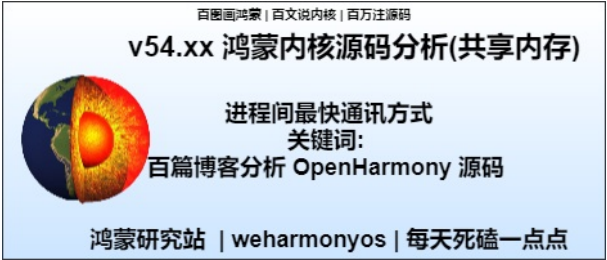 百图画鸿蒙 | 百文说内核 | 百万注源码
v54.xx 鸿蒙内核源码分析(共享内存)
进程间最快通讯方式
关键词:
百篇博客分析 OpenHarmony 源码
鸿蒙研究站 | weharmonyos | 每天死磕一点点